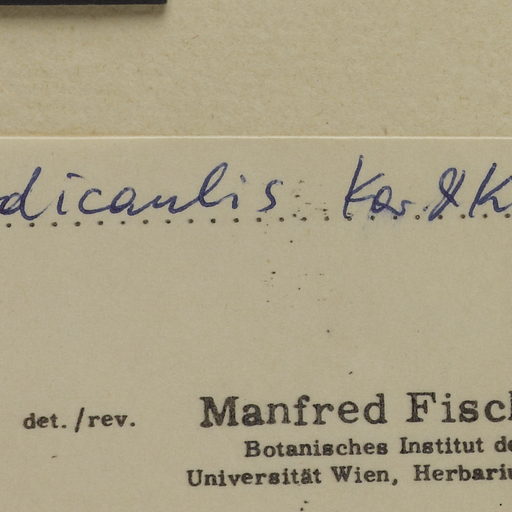 dicaulis Kar. & K
det./rev.
Manfred Fisch
Botanisches Institut de
Universität Wien, Herbariu